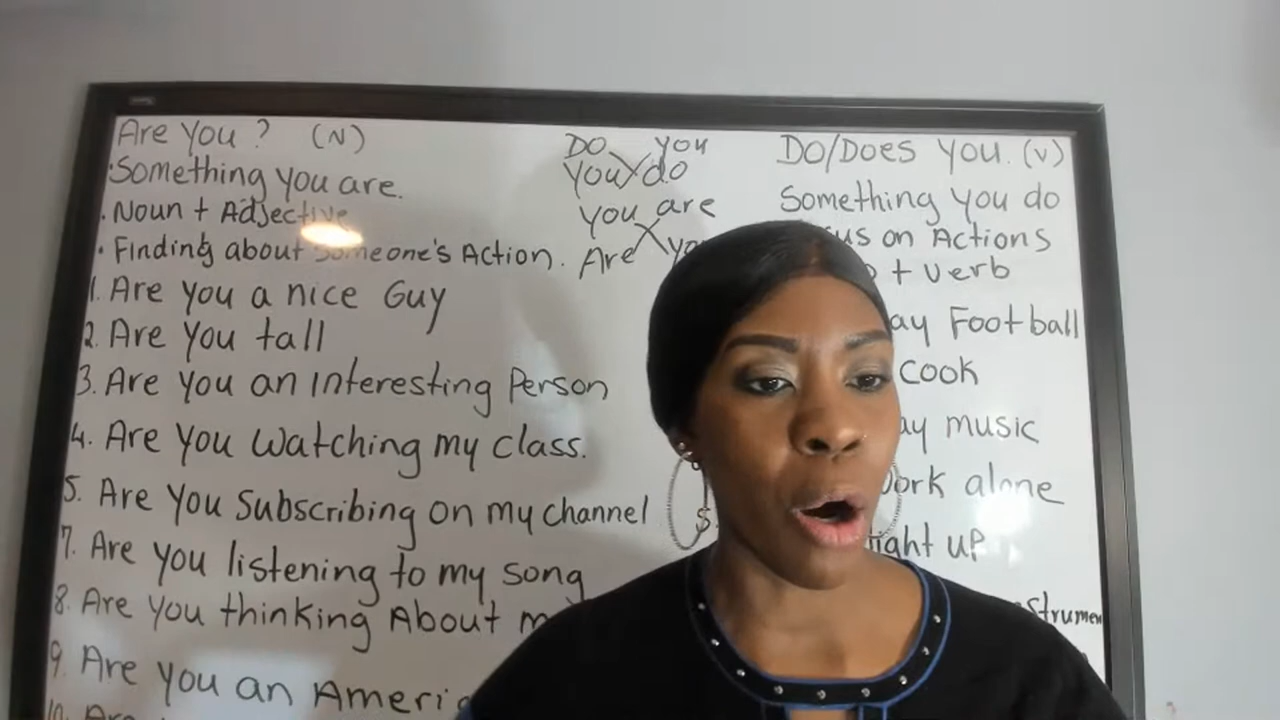 Are You ? (N)
·Something you are.
· Noun + Adjective
· Finding about someone's Action.
1. Are you a nice Guy
2. Are You tall
3. Are You an Interesting Person
4. Are You Watching my class.
5. Are You Subscribing on my channel
7. Are you listening to my song
8. Are you thinking About
9. Are you an
10.
DO you
you do
you are
Are
DO/DOES you. (V)
Something you do
on Actions
+ verb
Football
cook
music
alone
up
5.